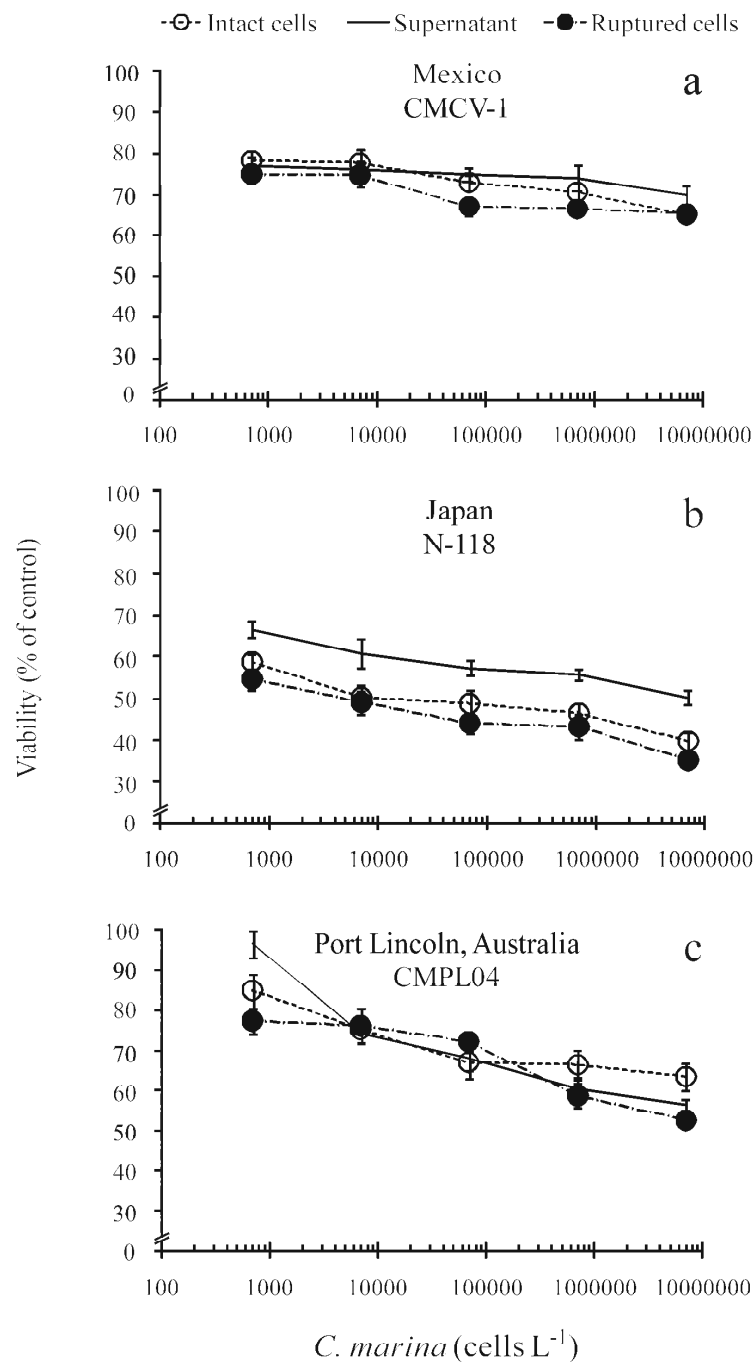 Intact cells Supernatant Ruptured cells
Mexico
CMCV-1
a
100
90
80
70
60
50
40
30
0
100 1000 10000 100000 1000000 10000000
Japan
N-118
b
100
90
80
70
60
50
40
30
0
100 1000 10000 100000 1000000 10000000
Viability (% of control)
Port Lincoln, Australia
CMPL04
c
100
90
80
70
60
50
40
30
0
100 1000 10000 100000 1000000 10000000
C. marina (cells L⁻¹)